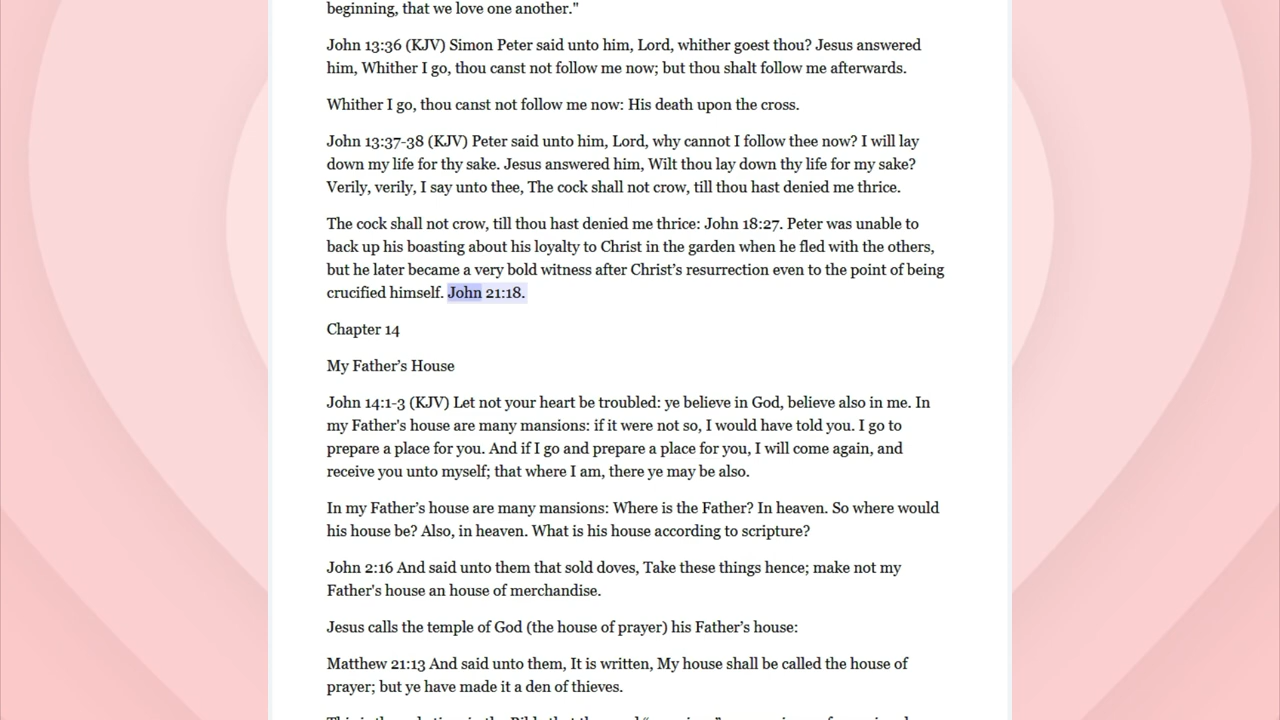 beginning, that we love one another."
John 13:36 (KJV) Simon Peter said unto him, Lord, whither goest thou? Jesus answered
him, Whither I go, thou canst not follow me now; but thou shalt follow me afterwards.
Whither I go, thou canst not follow me now: His death upon the cross.
John 13:37-38 (KJV) Peter said unto him, Lord, why cannot I follow thee now? I will lay
down my life for thy sake. Jesus answered him, Wilt thou lay down thy life for my sake?
Verily, verily, I say unto thee, The cock shall not crow, till thou hast denied me thrice.
The cock shall not crow, till thou hast denied me thrice: John 18:27. Peter was unable to
back up his boasting about his loyalty to Christ in the garden when he fled with the others,
but he later became a very bold witness after Christ’s resurrection even to the point of being
crucified himself. John 21:18.
Chapter 14
My Father’s House
John 14:1-3 (KJV) Let not your heart be troubled: ye believe in God, believe also in me. In
my Father's house are many mansions: if it were not so, I would have told you. I go to
prepare a place for you. And if I go and prepare a place for you, I will come again, and
receive you unto myself; that where I am, there ye may be also.
In my Father’s house are many mansions: Where is the Father? In heaven. So where would
his house be? Also, in heaven. What is his house according to scripture?
John 2:16 And said unto them that sold doves, Take these things hence; make not my
Father's house an house of merchandise.
Jesus calls the temple of God (the house of prayer) his Father’s house:
Matthew 21:13 And said unto them, It is written, My house shall be called the house of
prayer; but ye have made it a den of thieves.